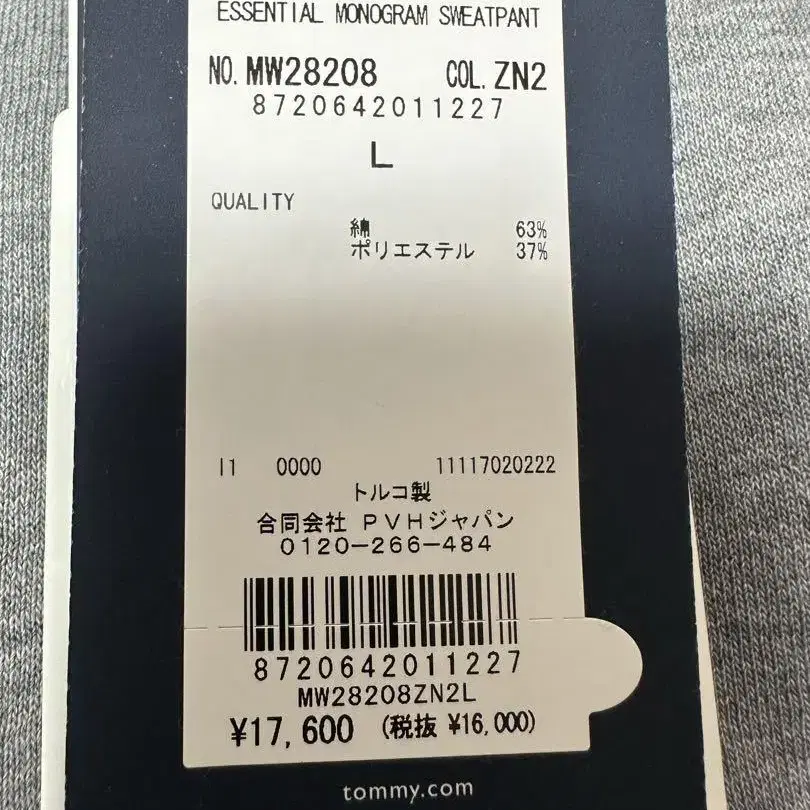 ESSENTIAL MONOGRAM SWEATPANT
NO. MW28208 COL. ZN2
8720642011227
L
QUALITY
綿 63%
ポリエステル 37%
I1 0000 11117020222
トルコ製
合同会社 PVHジャパン
0120-266-484
8720642011227
MW28208ZN2L
¥17,600 (税抜 ¥16,000)
tommy.com